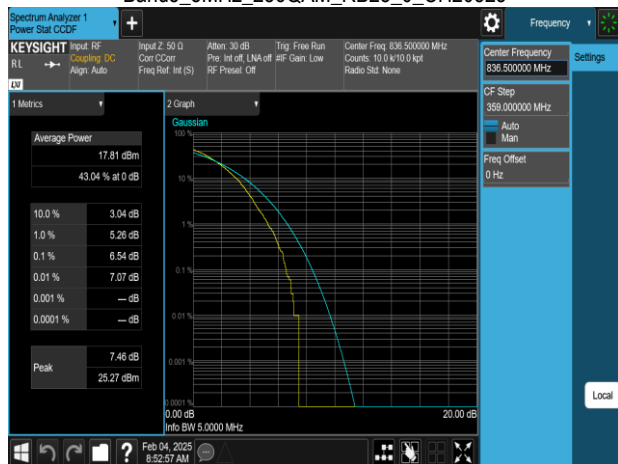 Spectrum Analyzer 1
Power Stat CCDF
Frequency
KEYSIGHT
RL
LXI
Input: RF
Coupling: DC
Align: Auto
Input Z: 50 Ω
Corr CCorr
Freq Ref: Int (S)
Atten: 30 dB
Pre: Int off, LNA off
RF Preset: Off
Trig: Free Run
#IF Gain: Low
Center Freq: 836.500000 MHz
Counts: 10.0 k/10.0 kpt
Radio Std: None
Center Frequency
836.500000 MHz
Settings
CF Step
359.000000 MHz
Auto
Man
Freq Offset
0 Hz
1 Metrics
Average Power
17.81 dBm
43.04 % at 0 dB
10.0 % 3.04 dB
1.0 % 5.26 dB
0.1 % 6.54 dB
0.01 % 7.07 dB
0.001 % --- dB
0.0001 % --- dB
Peak 7.46 dB
25.27 dBm
2 Graph
Gaussian
100 %
10 %
1 %
0.1 %
0.01 %
0.001 %
0.0001 %
0.00 dB 20.00 dB
Info BW 5.0000 MHz
Local
?
Feb 04, 2025
8:52:57 AM